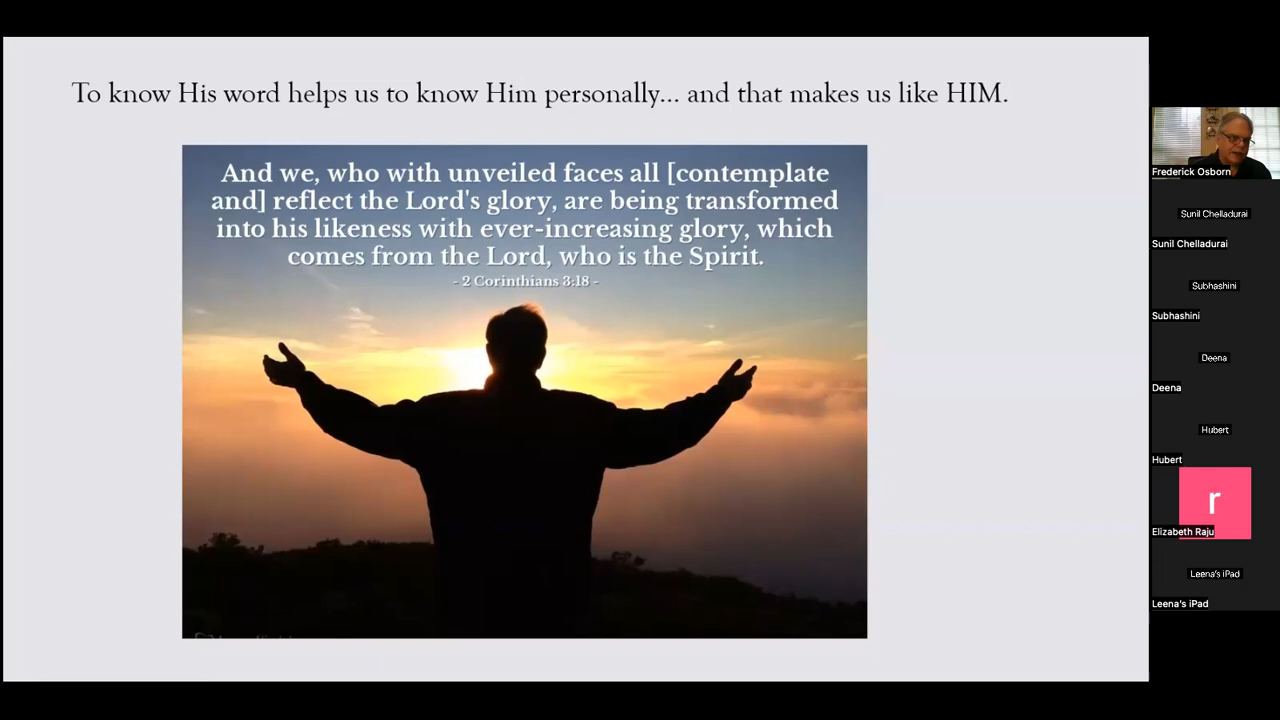 To know His word helps us to know Him personally... and that makes us like HIM.
And we, who with unveiled faces all [contemplate
and] reflect the Lord's glory, are being transformed
into his likeness with ever-increasing glory, which
comes from the Lord, who is the Spirit.
- 2 Corinthians 3:18 -
Frederick Osborn
Sunil Chelladurai
Sunil Chelladurai
Subhashini
Subhashini
Deena
Deena
Hubert
Hubert
r
Elizabeth Raju
Leena's iPad
Leena's iPad